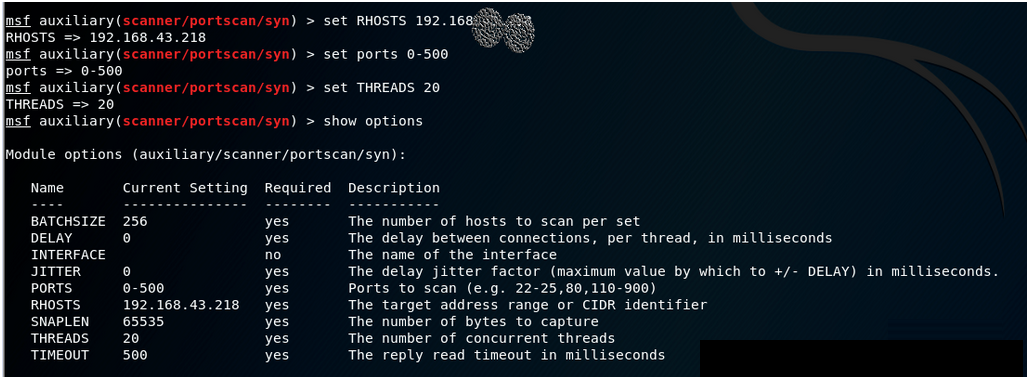 msf auxiliary(scanner/portscan/syn) > set RHOSTS 192.168
RHOSTS => 192.168.43.218
msf auxiliary(scanner/portscan/syn) > set ports 0-500
ports => 0-500
msf auxiliary(scanner/portscan/syn) > set THREADS 20
THREADS => 20
msf auxiliary(scanner/portscan/syn) > show options
Module options (auxiliary/scanner/portscan/syn):
Name Current Setting Required Description
---- --------------- -------- -----------
BATCHSIZE 256 yes The number of hosts to scan per set
DELAY 0 yes The delay between connections, per thread, in milliseconds
INTERFACE no The name of the interface
JITTER 0 yes The delay jitter factor (maximum value by which to +/- DELAY) in milliseconds.
PORTS 0-500 yes Ports to scan (e.g. 22-25,80,110-900)
RHOSTS 192.168.43.218 yes The target address range or CIDR identifier
SNAPLEN 65535 yes The number of bytes to capture
THREADS 20 yes The number of concurrent threads
TIMEOUT 500 yes The reply read timeout in milliseconds